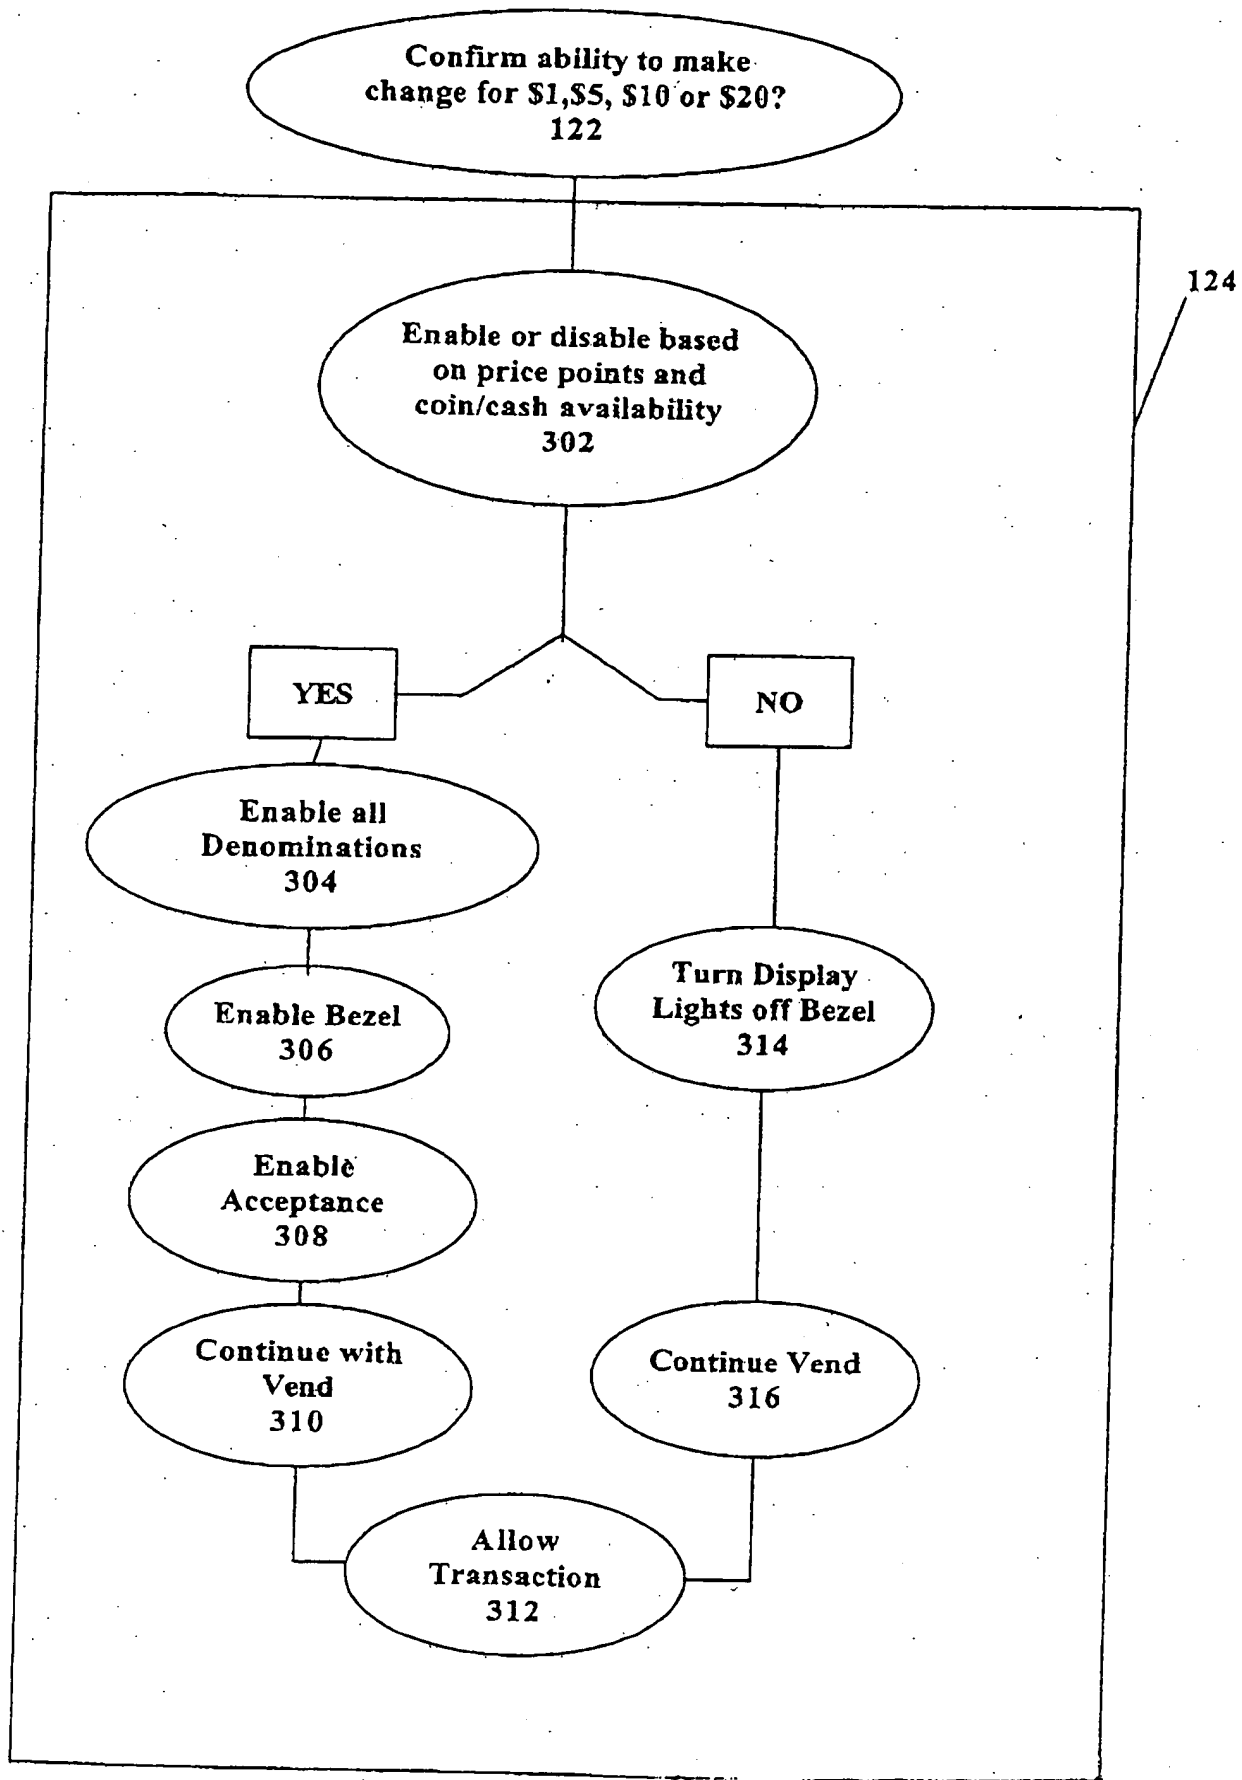 Confirm ability to make
change for $1,$5, $10 or $20?
122
124
Enable or disable based
on price points and
coin/cash availability
302
YES
NO
Enable all
Denominations
304
Enable Bezel
306
Enable
Acceptance
308
Continue with
Vend
310
Turn Display
Lights off Bezel
314
Continue Vend
316
Allow
Transaction
312